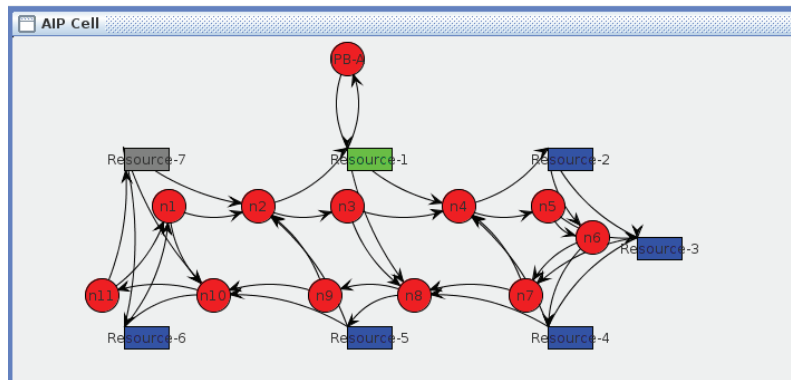 AIP Cell
IPB-A
Resource-7
Resource-1
Resource-2
n1
n2
n3
n4
n5
n6
Resource-3
n11
n10
n9
n8
n7
Resource-6
Resource-5
Resource-4